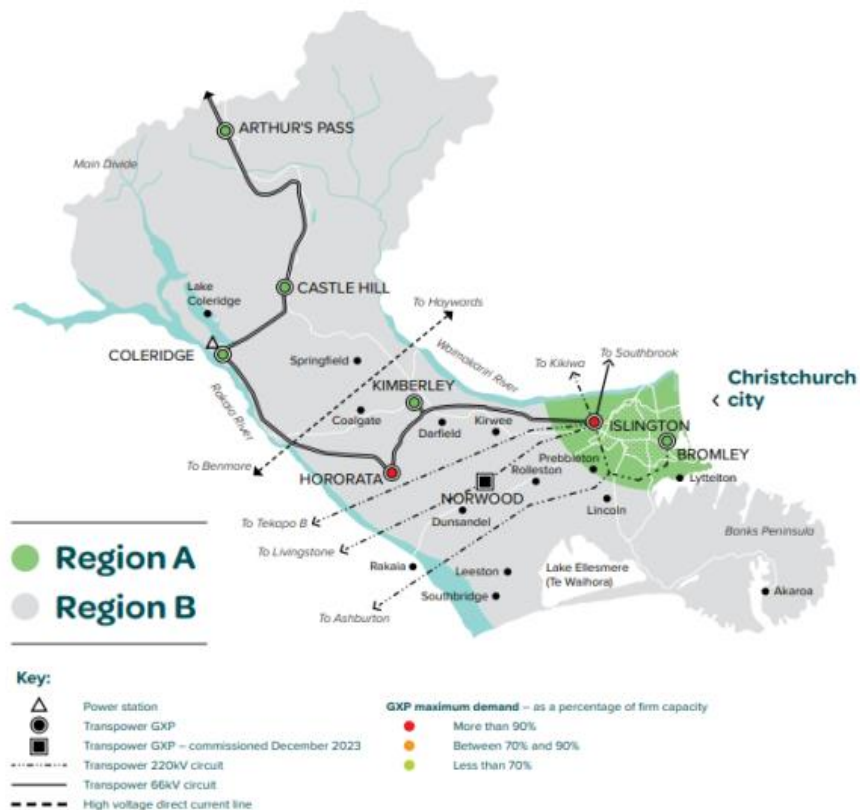 ARTHUR'S PASS
Main Divide
CASTLE HILL
Lake
Coleridge
To Haywards
COLERIDGE
Springfield
Waimakariri River
To Kikiwa
To Southbrook
Christchurch
city
KIMBERLEY
Rakaia River
Coalgate
Darfield
Kirwee
ISLINGTON
BROMLEY
To Benmore
HORORATA
Prebbleton
Rolleston
Lyttelton
NORWOOD
Lincoln
To Tekapo B
Dunsandel
Banks Peninsula
Region A
To Livingstone
Rakaia
Leeston
Lake Ellesmere
(Te Waihora)
Region B
Southbridge
Akaroa
To Ashburton
Key:
Power station
Transpower GXP
Transpower GXP – commissioned December 2023
Transpower 220kV circuit
Transpower 66kV circuit
High voltage direct current line
GXP maximum demand – as a percentage of firm capacity
More than 90%
Between 70% and 90%
Less than 70%